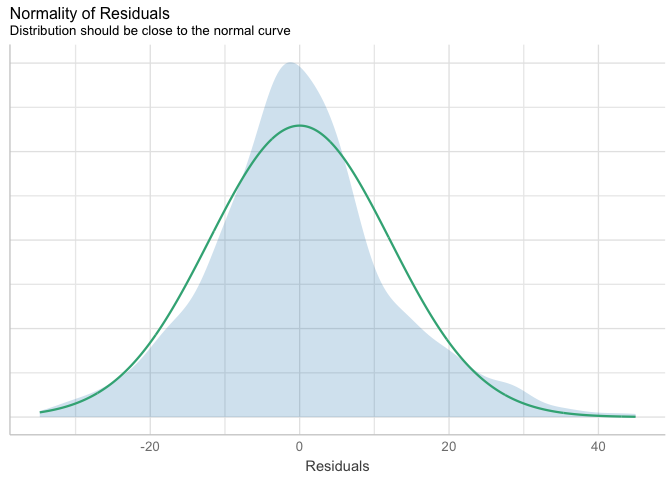 Normality of Residuals
Distribution should be close to the normal curve
-20
0
20
40
Residuals